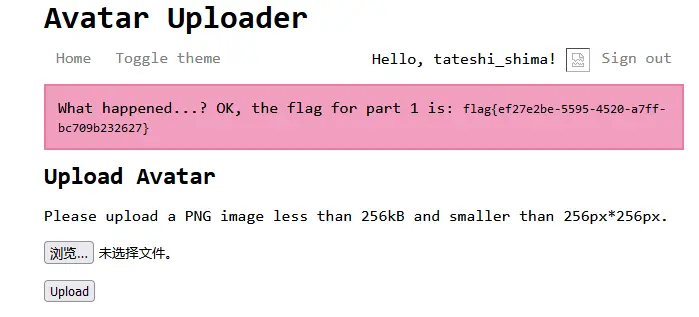 Avatar Uploader
Home Toggle theme Hello, tateshi_shima! Sign out
What happened...? OK, the flag for part 1 is: flag{ef27e2be-5595-4520-a7ff-
bc709b232627}
Upload Avatar
Please upload a PNG image less than 256kB and smaller than 256px*256px.
浏览... 未选择文件。
Upload